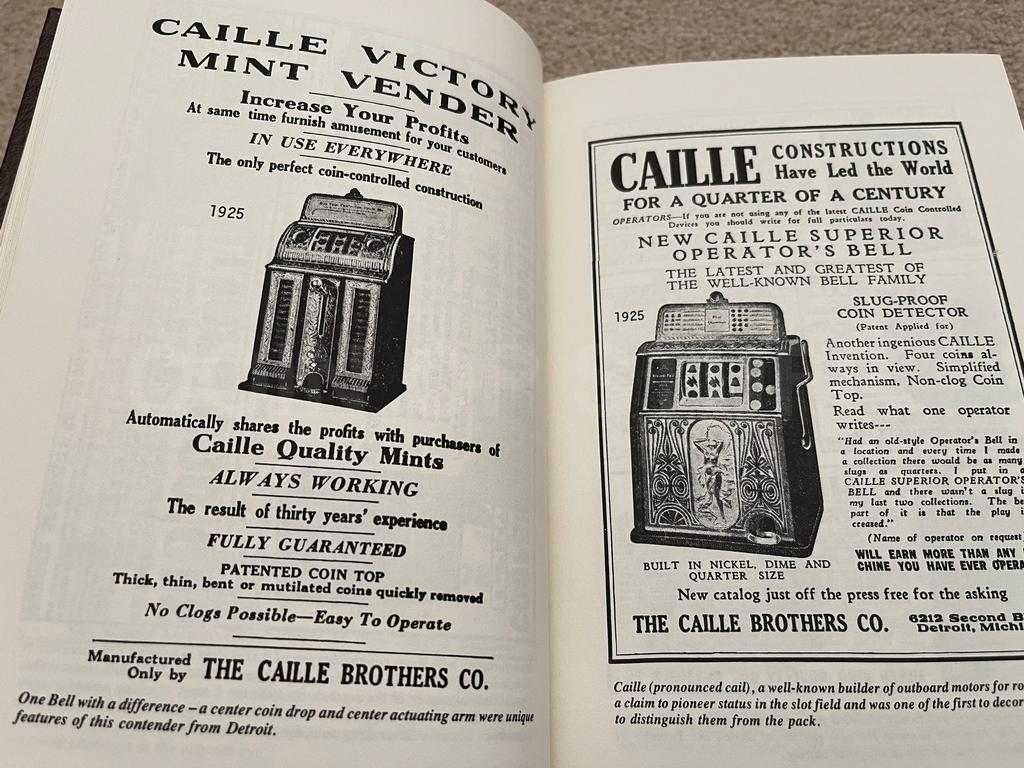 CAILLE VICTORY
MINT VENDER
Increase Your Profits
At same time furnish amusement for your customers
IN USE EVERYWHERE
The only perfect coin-controlled construction
1925
Automatically shares the profits with purchasers of
Caille Quality Mints
ALWAYS WORKING
The result of thirty years' experience
FULLY GUARANTEED
PATENTED COIN TOP
Thick, thin, bent or mutilated coins quickly removed
No Clogs Possible—Easy To Operate
Manufactured
Only by THE CAILLE BROTHERS CO.
One Bell with a difference – a center coin drop and center actuating arm were unique
features of this contender from Detroit.
CAILLE CONSTRUCTIONS
Have Led the World
FOR A QUARTER OF A CENTURY
OPERATORS—If you are not using any of the latest CAILLE Coin Controlled
Devices you should write for full particulars today.
NEW CAILLE SUPERIOR
OPERATOR'S BELL
THE LATEST AND GREATEST OF
THE WELL-KNOWN BELL FAMILY
1925
SLUG-PROOF
COIN DETECTOR
(Patent Applied for)
Another ingenious CAILLE
Invention. Four coins al-
ways in view. Simplified
mechanism, Non-clog Coin
Top.
Read what one operator
writes---
"Had an old-style Operator's Bell in
a location and every time I made
a collection there would be as many
slugs as quarters. I put in a
CAILLE SUPERIOR OPERATOR'S
BELL and there wasn't a slug i
my last two collections. The be
part of it is that the play i
creased."
(Name of operator on request
WILL EARN MORE THAN ANY
CHINE YOU HAVE EVER OPERA
BUILT IN NICKEL, DIME AND
QUARTER SIZE
New catalog just off the press free for the asking
THE CAILLE BROTHERS CO. 6212 Second B
Detroit, Michi
Caille (pronounced cail), a well-known builder of outboard motors for ro
a claim to pioneer status in the slot field and was one of the first to decor
to distinguish them from the pack.